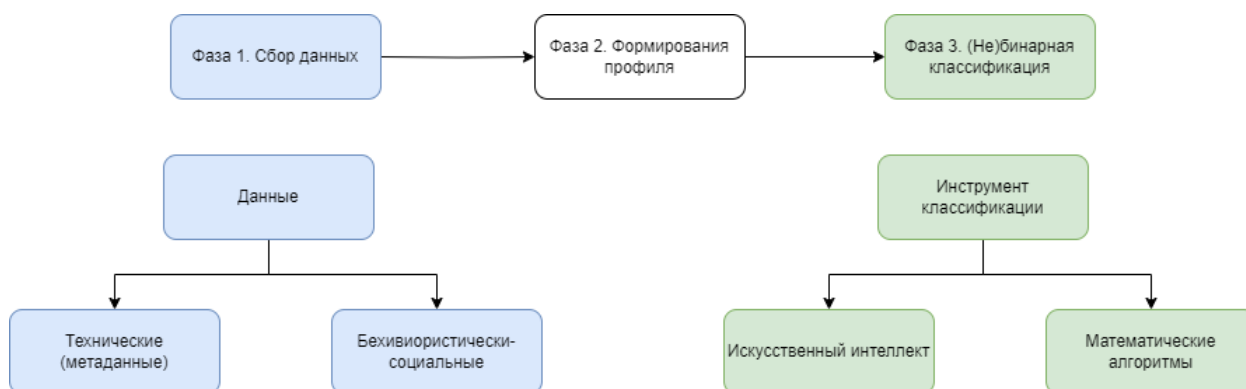 Фаза 1. Сбор данных
Фаза 2. Формирования
профиля
Фаза 3. (Не)бинарная
классификация
Данные
Инструмент
классификации
Технические
(метаданные)
Бехивиористически-
социальные
Искусственный интеллект
Математические
алгоритмы